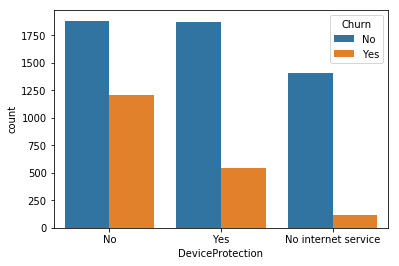 Churn
No
Yes
count
1750
1500
1250
1000
750
500
250
0
No Yes No internet service
DeviceProtection